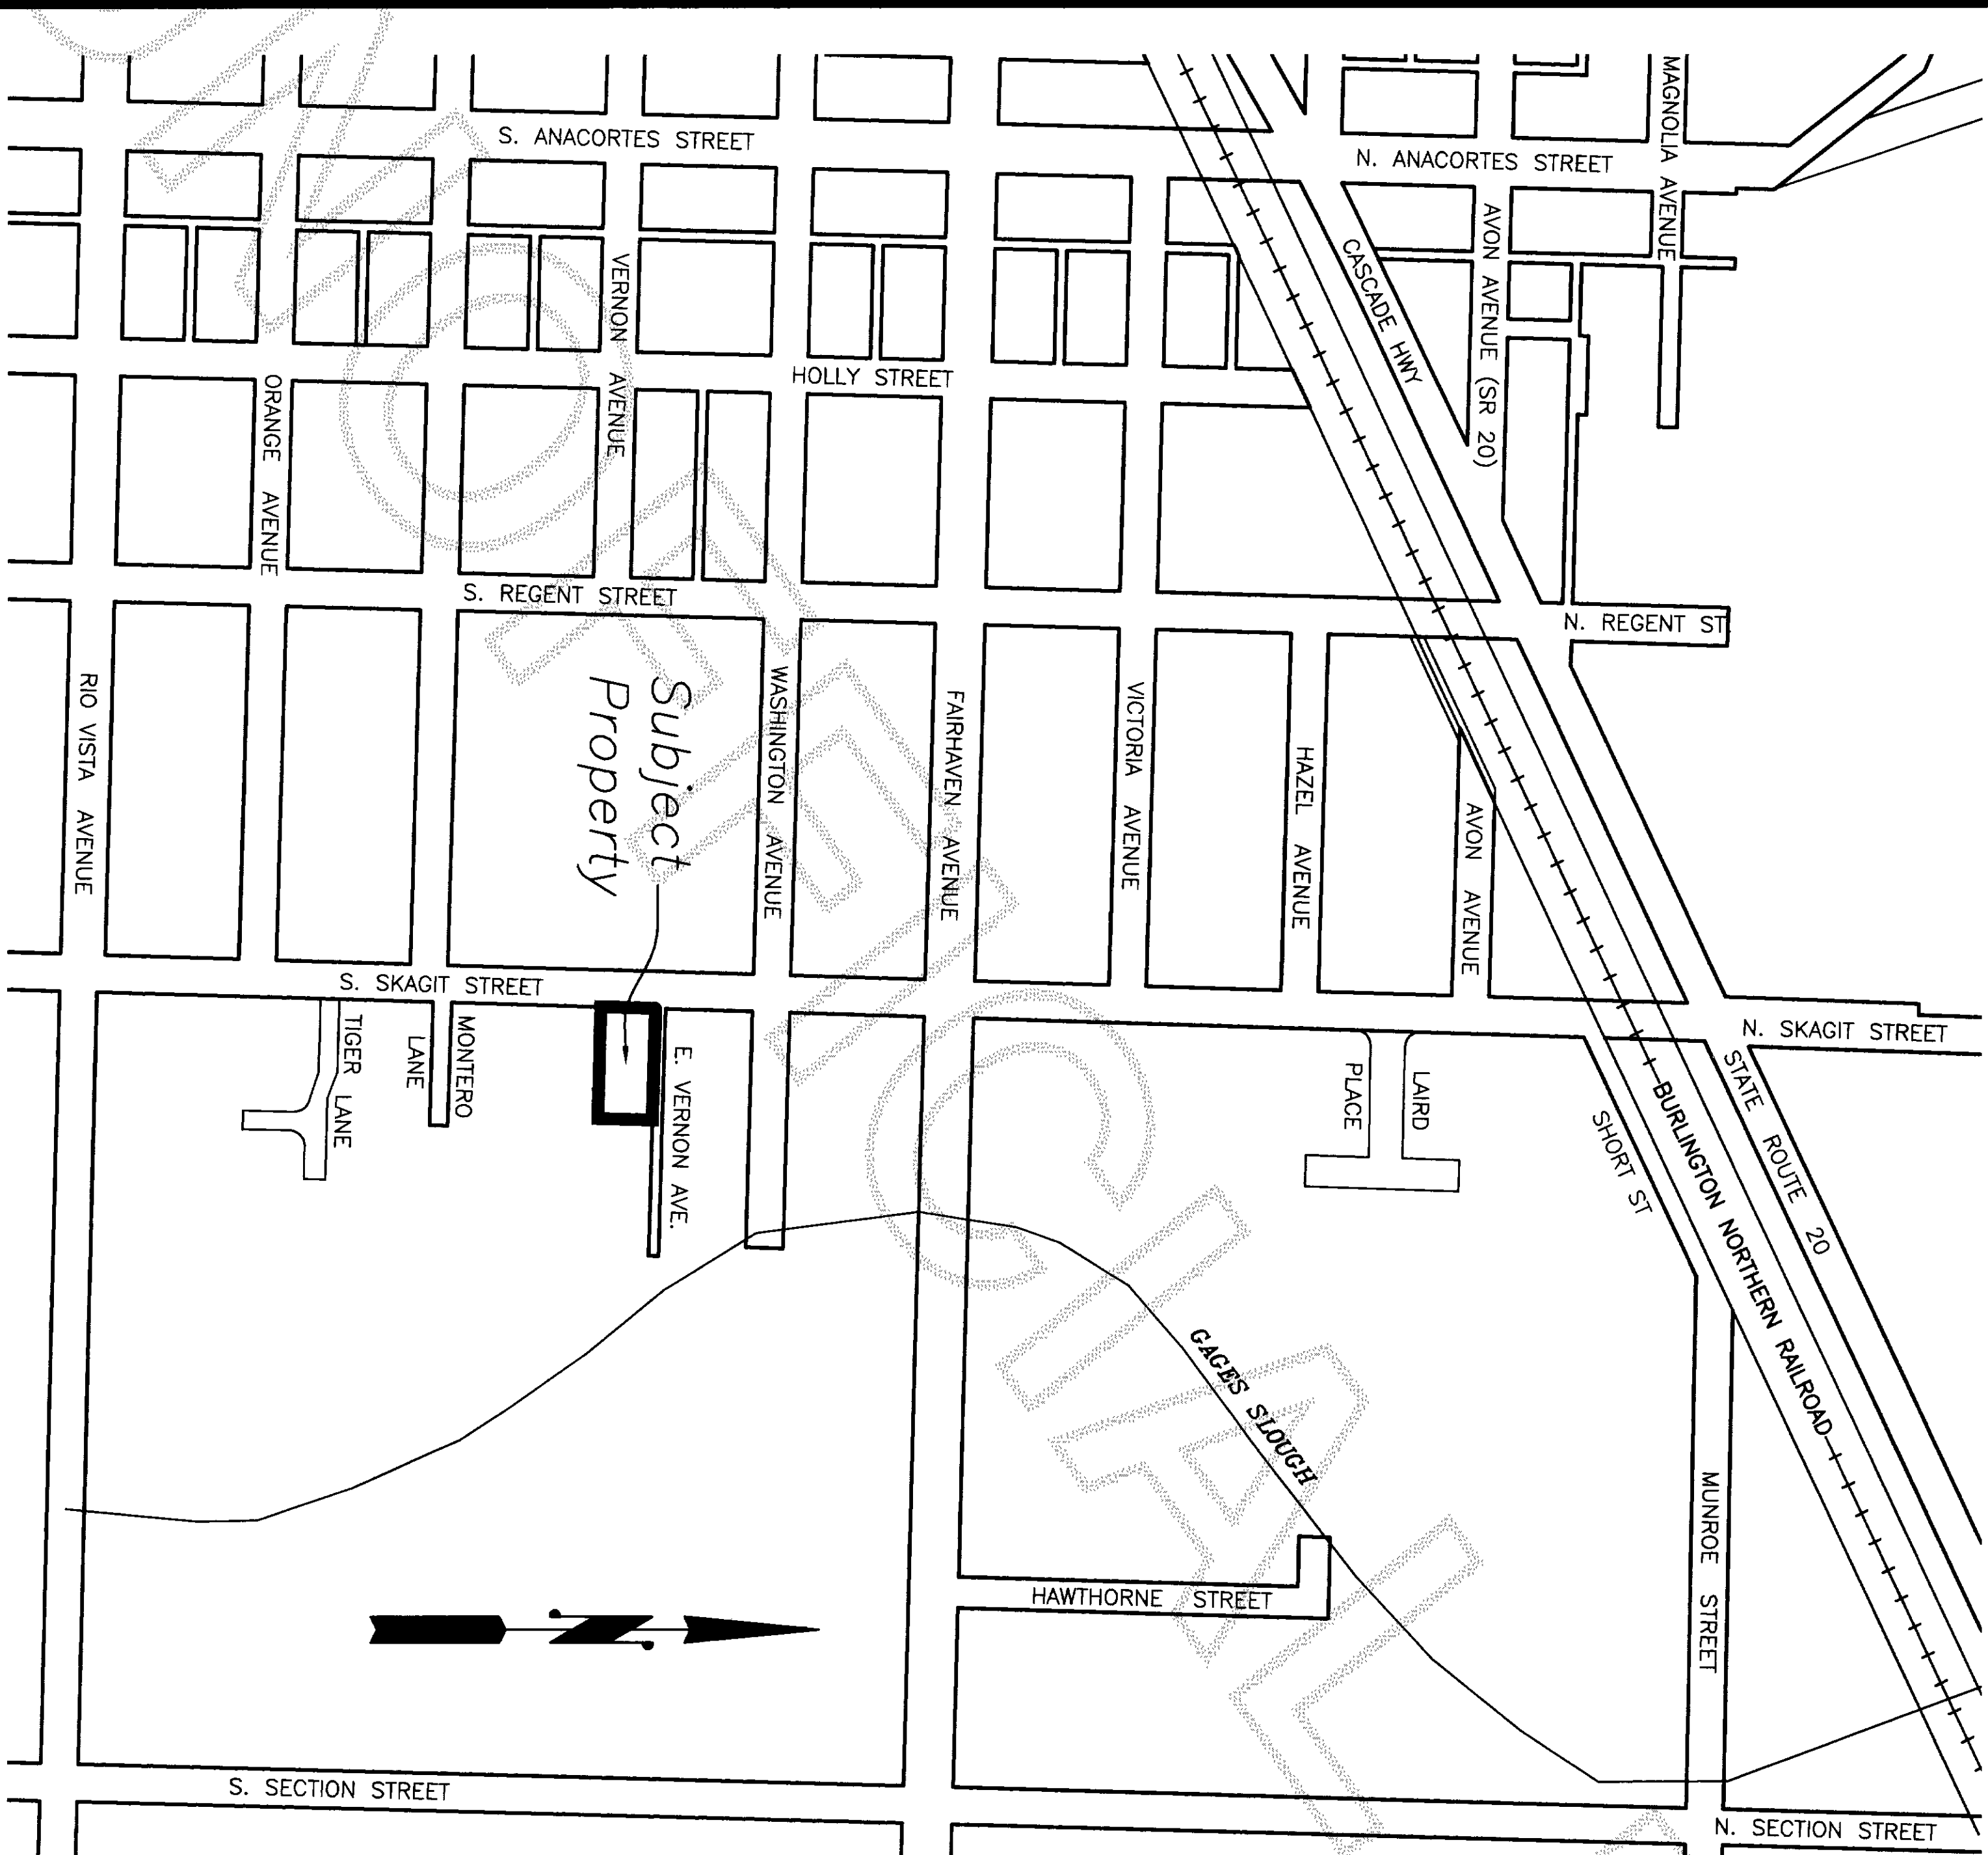 S. ANACORTES STREET
N. ANACORTES STREET
MAGNOLIA AVENUE
AVON AVENUE (SR 20)
CASCADE HWY
VERNON AVENUE
HOLLY STREET
ORANGE AVENUE
S. REGENT STREET
N. REGENT ST
RIO VISTA AVENUE
Subject
Property
WASHINGTON AVENUE
FAIRHAVEN AVENUE
VICTORIA AVENUE
HAZEL AVENUE
AVON AVENUE
S. SKAGIT STREET
N. SKAGIT STREET
TIGER LANE
MONTERO
LANE
E. VERNON AVE.
LAIRD
PLACE
SHORT ST
STATE ROUTE 20
BURLINGTON NORTHERN RAILROAD
GAGES SLOUGH
MUNROE STREET
HAWTHORNE STREET
N
S. SECTION STREET
N. SECTION STREET
UNOFFICIAL